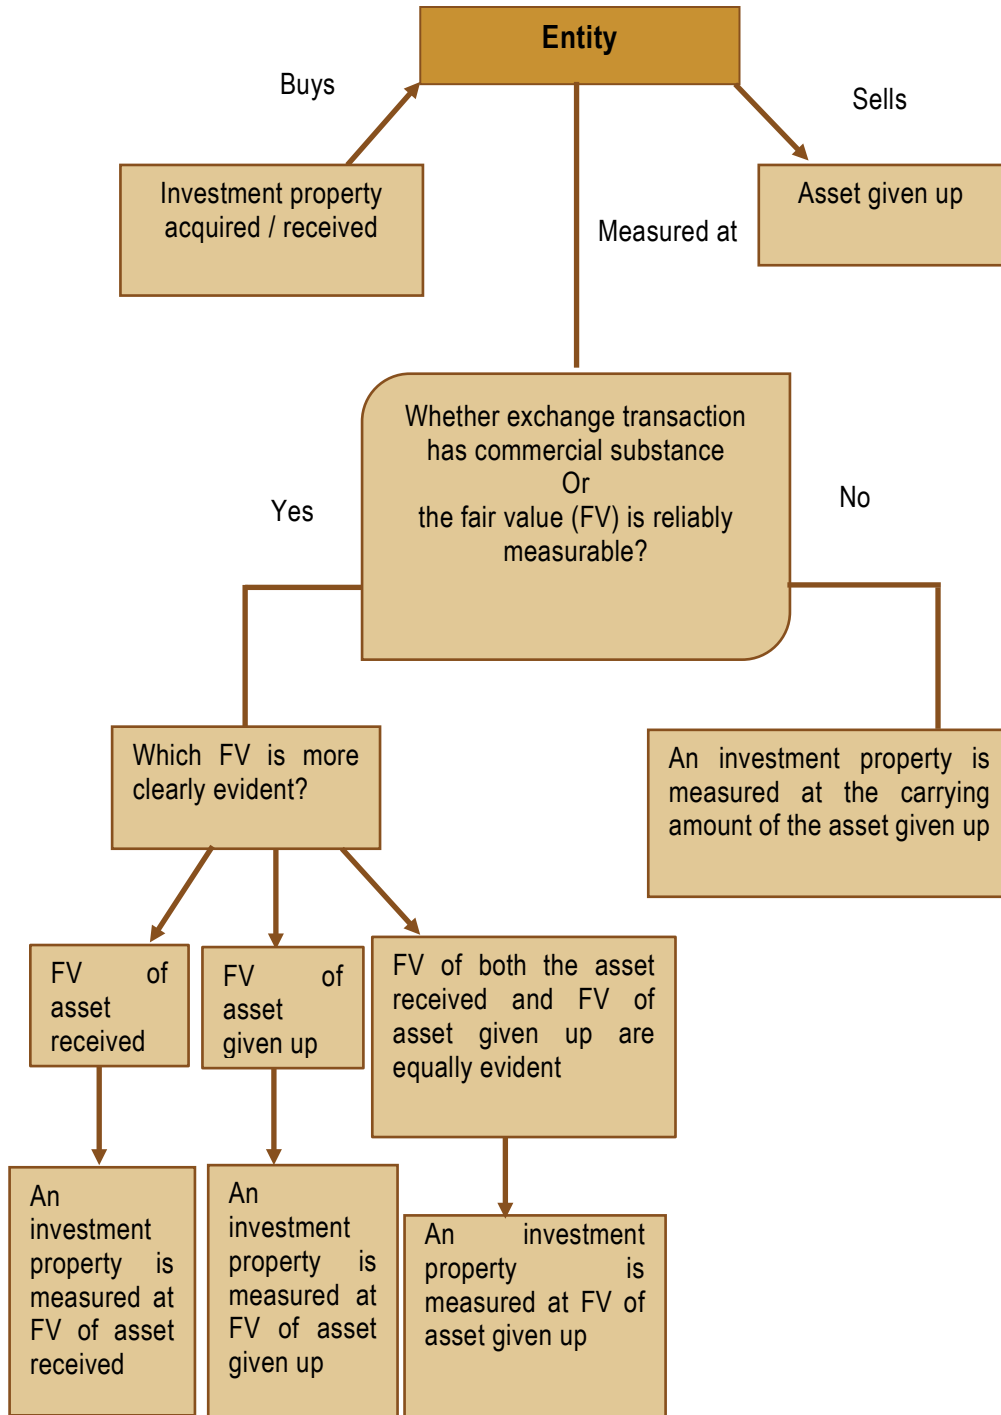 Entity
Buys
Sells
Investment property
acquired / received
Asset given up
Measured at
Whether exchange transaction
has commercial substance
Or
the fair value (FV) is reliably
measurable?
Yes
No
Which FV is more
clearly evident?
An investment property is
measured at the carrying
amount of the asset given up
FV of
asset
received
FV of
asset
given up
FV of both the asset
received and FV of
asset given up are
equally evident
An
investment
property is
measured at
FV of asset
received
An
investment
property is
measured at
FV of asset
given up
An investment
property is
measured at FV of
asset given up